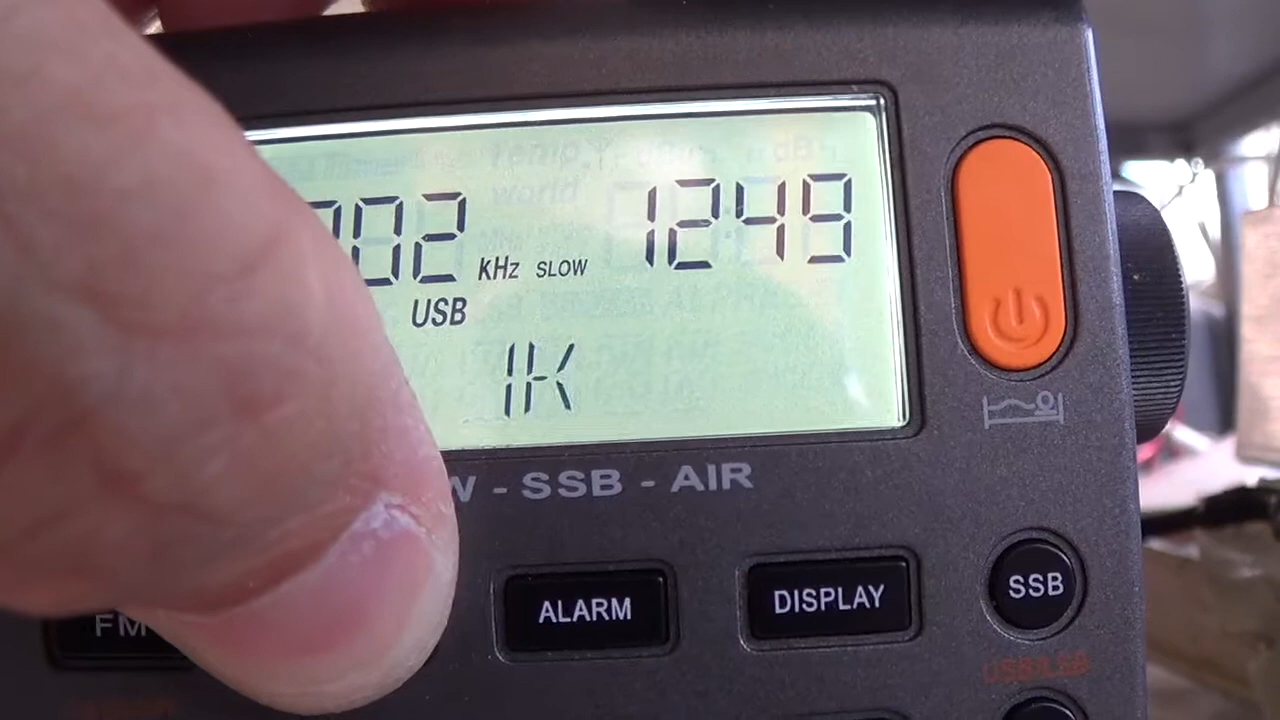 702 kHz SLOW 1249
USB
1K
- SSB - AIR
FM
ALARM
DISPLAY
SSB
USB/LSB